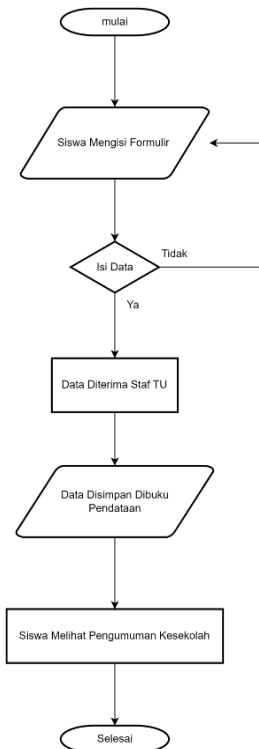 mulai
Siswa Mengisi Formulir
Tidak
Isi Data
Ya
Data Diterima Staf TU
Data Disimpan Dibuku
Pendataan
Siswa Melihat Pengumuman Kesekolah
Selesai